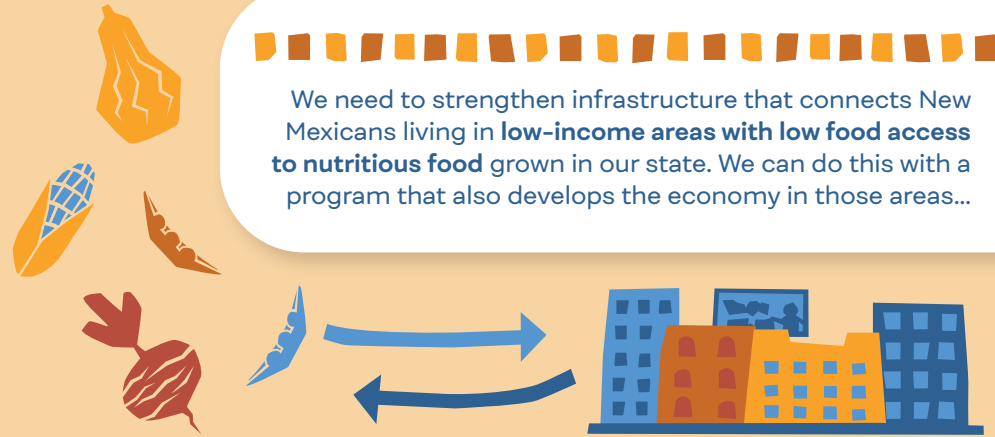 We need to strengthen infrastructure that connects New
Mexicans living in low-income areas with low food access
to nutritious food grown in our state. We can do this with a
program that also develops the economy in those areas...